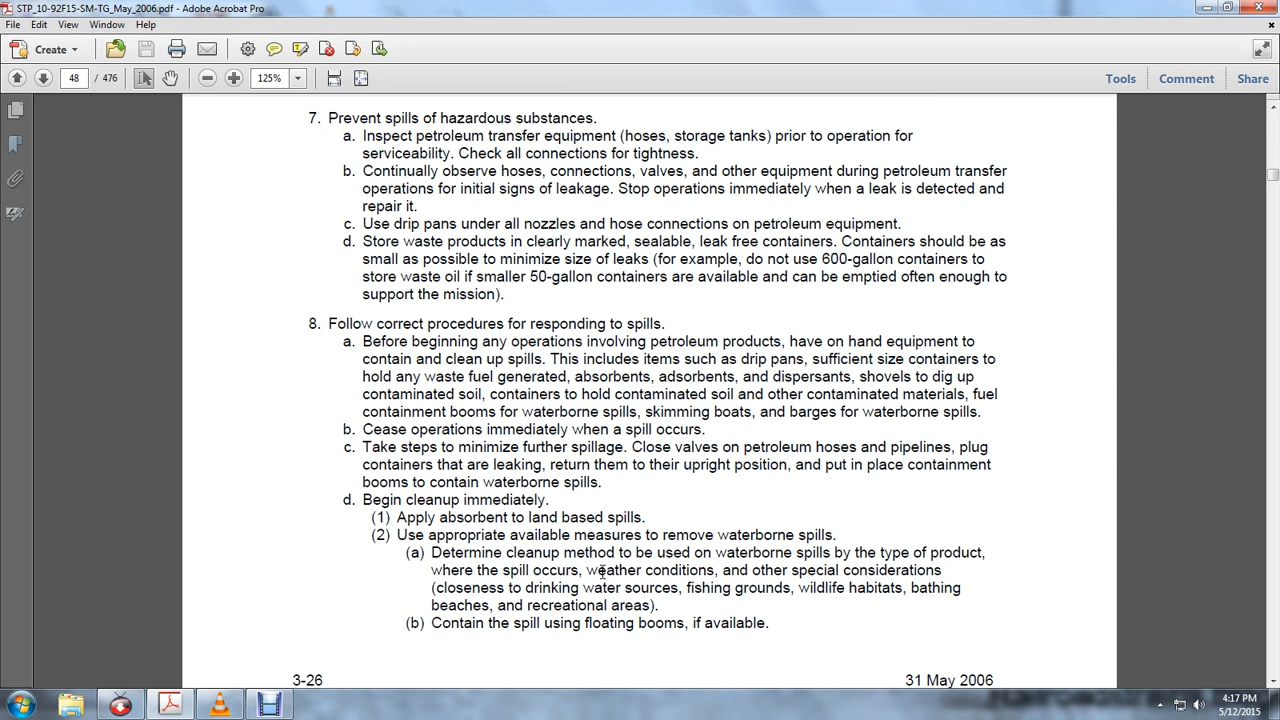 STP_10-92F15-SM-TG_May_2006.pdf - Adobe Acrobat Pro
File Edit View Window Help
Create
48 / 476 125% Tools Comment Share
7. Prevent spills of hazardous substances.
a. Inspect petroleum transfer equipment (hoses, storage tanks) prior to operation for
serviceability. Check all connections for tightness.
b. Continually observe hoses, connections, valves, and other equipment during petroleum transfer
operations for initial signs of leakage. Stop operations immediately when a leak is detected and
repair it.
c. Use drip pans under all nozzles and hose connections on petroleum equipment.
d. Store waste products in clearly marked, sealable, leak free containers. Containers should be as
small as possible to minimize size of leaks (for example, do not use 600-gallon containers to
store waste oil if smaller 50-gallon containers are available and can be emptied often enough to
support the mission).
8. Follow correct procedures for responding to spills.
a. Before beginning any operations involving petroleum products, have on hand equipment to
contain and clean up spills. This includes items such as drip pans, sufficient size containers to
hold any waste fuel generated, absorbents, adsorbents, and dispersants, shovels to dig up
contaminated soil, containers to hold contaminated soil and other contaminated materials, fuel
containment booms for waterborne spills, skimming boats, and barges for waterborne spills.
b. Cease operations immediately when a spill occurs.
c. Take steps to minimize further spillage. Close valves on petroleum hoses and pipelines, plug
containers that are leaking, return them to their upright position, and put in place containment
booms to contain waterborne spills.
d. Begin cleanup immediately.
(1) Apply absorbent to land based spills.
(2) Use appropriate available measures to remove waterborne spills.
(a) Determine cleanup method to be used on waterborne spills by the type of product,
where the spill occurs, weather conditions, and other special considerations
(closeness to drinking water sources, fishing grounds, wildlife habitats, bathing
beaches, and recreational areas).
(b) Contain the spill using floating booms, if available.
3-26 31 May 2006
4:17 PM
5/12/2015